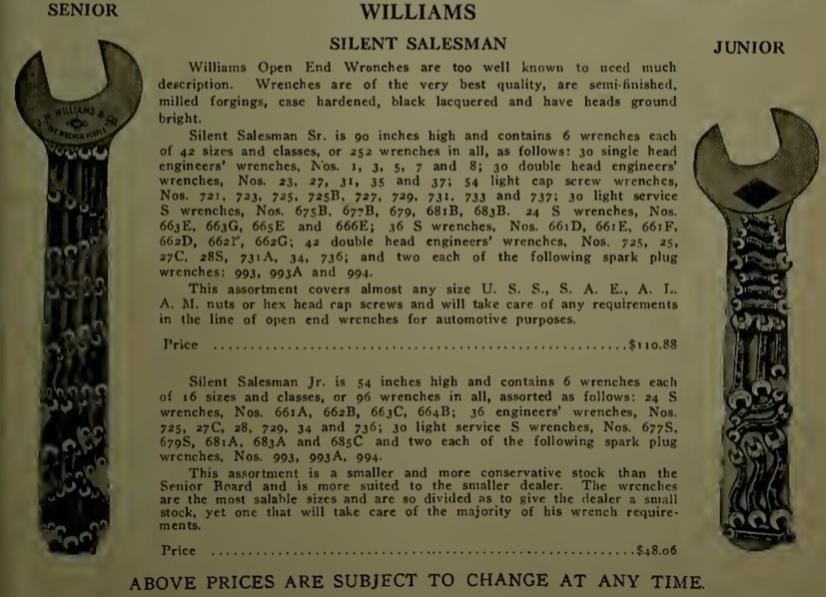 SENIOR
WILLIAMS
SILENT SALESMAN
JUNIOR
J. H. WILLIAMS & CO.
THE WRENCH PEOPLE
Williams Open End Wrenches are too well known to need much
description. Wrenches are of the very best quality, are semi-finished,
milled forgings, case hardened, black lacquered and have heads ground
bright.
Silent Salesman Sr. is 90 inches high and contains 6 wrenches each
of 42 sizes and classes, or 252 wrenches in all, as follows: 30 single head
engineers' wrenches, Nos. 1, 3, 5, 7 and 8; 30 double head engineers'
wrenches, Nos. 23, 27, 31, 35 and 37; 54 light cap screw wrenches,
Nos. 721, 723, 725, 725B, 727, 729, 731, 733 and 737; 30 light service
S wrenches, Nos. 675B, 677B, 679, 681B, 683B. 24 S wrenches, Nos.
663E, 663G, 665E and 666E; 36 S wrenches, Nos. 661D, 661E, 661F,
662D, 662F, 662G; 42 double head engineers' wrenches, Nos. 725, 25,
27C, 28S, 731A, 34, 736; and two each of the following spark plug
wrenches: 993, 993A and 994.
This assortment covers almost any size U. S. S., S. A. E., A. L.
A. M. nuts or hex head cap screws and will take care of any requirements
in the line of open end wrenches for automotive purposes.
Price ..................................................$110.88
Silent Salesman Jr. is 54 inches high and contains 6 wrenches each
of 16 sizes and classes, or 96 wrenches in all, assorted as follows: 24 S
wrenches, Nos. 661A, 662B, 663C, 664B; 36 engineers' wrenches, Nos.
725, 27C, 28, 729, 34 and 736; 30 light service S wrenches, Nos. 677S,
679S, 681A, 683A and 685C and two each of the following spark plug
wrenches, Nos. 993, 993A, 994.
This assortment is a smaller and more conservative stock than the
Senior Board and is more suited to the smaller dealer. The wrenches
are the most salable sizes and are so divided as to give the dealer a small
stock, yet one that will take care of the majority of his wrench require-
ments.
Price ..................................................$48.06
ABOVE PRICES ARE SUBJECT TO CHANGE AT ANY TIME.